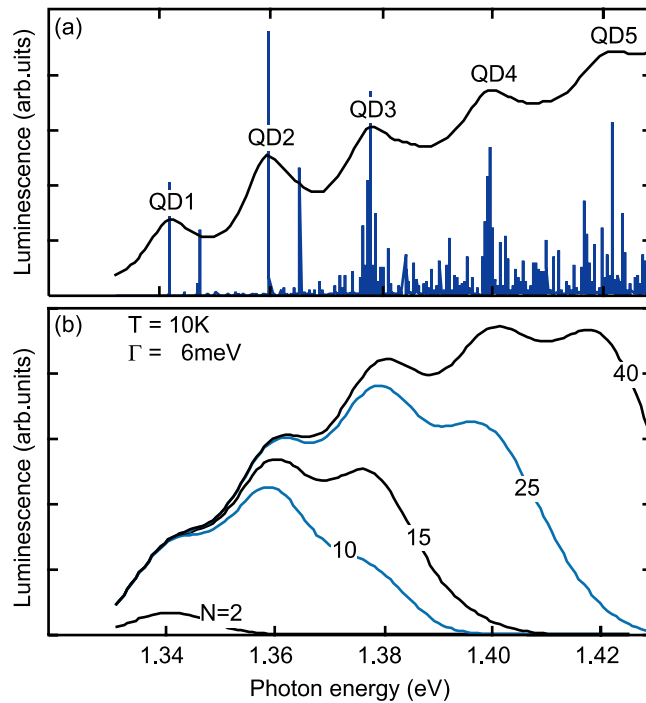 (a)
Luminescence (arb.uits)
QD1
QD2
QD3
QD4
QD5
(b)
T = 10K
Γ = 6meV
Luminescence (arb.units)
N=2
10
15
25
40
1.34
1.36
1.38
1.40
1.42
Photon energy (eV)